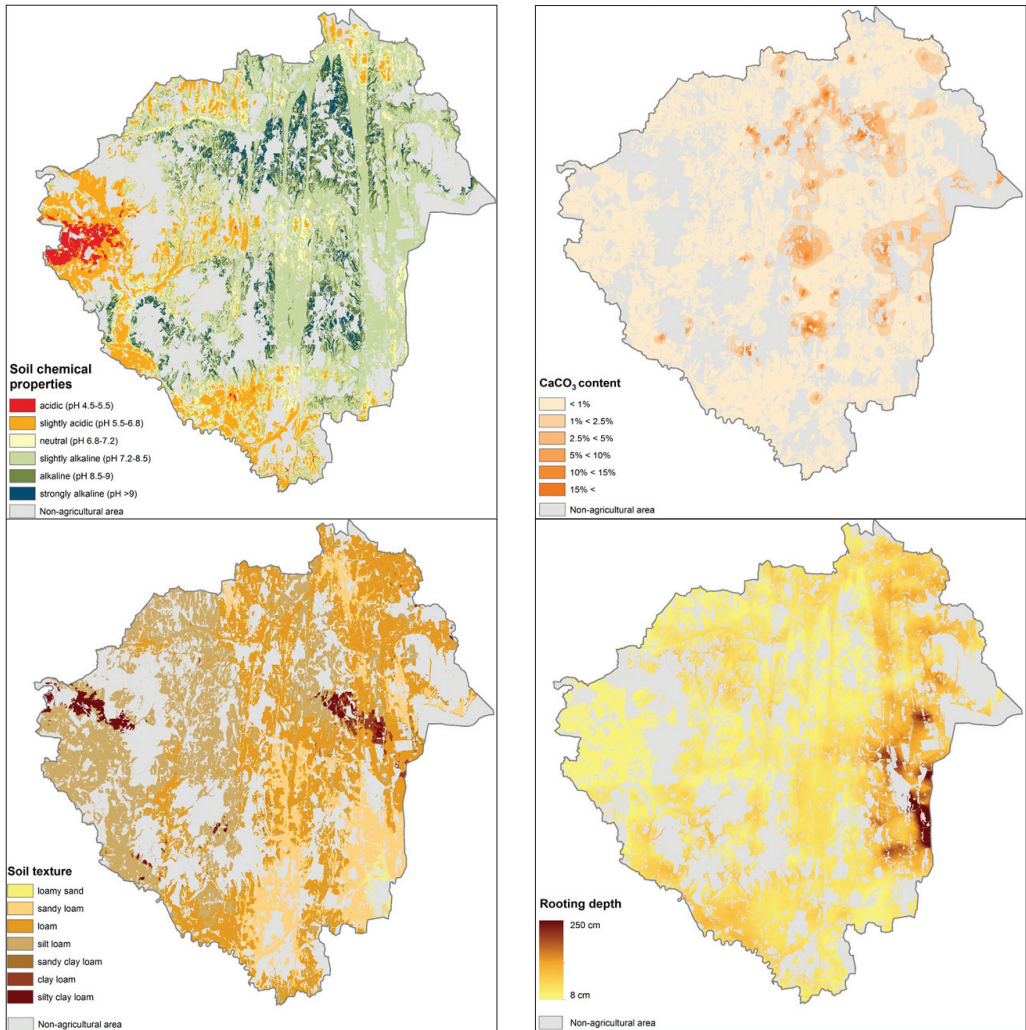 Soil chemical
properties
acidic (pH 4.5-5.5)
slightly acidic (pH 5.5-6.8)
neutral (pH 6.8-7.2)
slightly alkaline (pH 7.2-8.5)
alkaline (pH 8.5-9)
strongly alkaline (pH >9)
Non-agricultural area
CaCO₃ content
< 1%
1% < 2.5%
2.5% < 5%
5% < 10%
10% < 15%
15% <
Non-agricultural area
Soil texture
loamy sand
sandy loam
loam
silt loam
sandy clay loam
clay loam
silty clay loam
Non-agricultural area
Rooting depth
250 cm
8 cm
Non-agricultural area